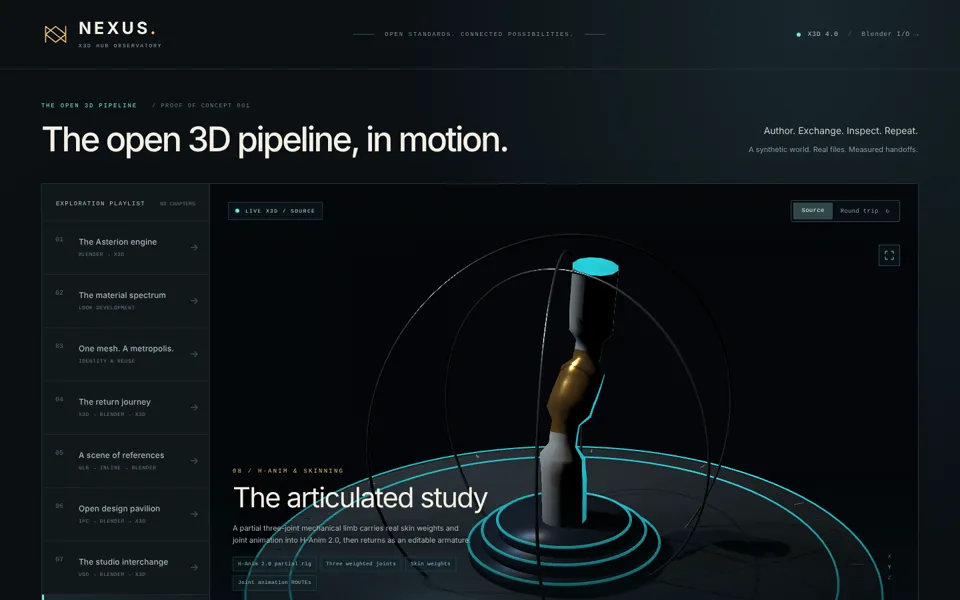 NEXUS.
X3D HUB OBSERVATORY
OPEN STANDARDS. CONNECTED POSSIBILITIES.
X3D 4.0 / Blender I/O
THE OPEN 3D PIPELINE / PROOF OF CONCEPT 001
The open 3D pipeline, in motion.
Author. Exchange. Inspect. Repeat.
A synthetic world. Real files. Measured handoffs.
EXPLORATION PLAYLIST
CHAPTERS
01
The Asterion engine
BLENDER → X3D
02
The material spectrum
LOOK DEVELOPMENT
03
One mesh. A metropolis.
IDENTITY & REUSE
04
The return journey
X3D → BLENDER → X3D
05
A scene of references
GLB → INLINE → BLENDER
06
Open design pavilion
IFC → BLENDER → X3D
07
The studio interchange
USD → BLENDER → X3D
LIVE X3D / SOURCE
Source
Round trip ↻
08 / H-ANIM & SKINNING
The articulated study
A partial three-joint mechanical limb carries real skin weights and
joint animation into H-Anim 2.0, then returns as an editable armature.
H-Anim 2.0 partial rig
Three weighted joints
Skin weights
Joint animation ROUTEs
X
Y
Z